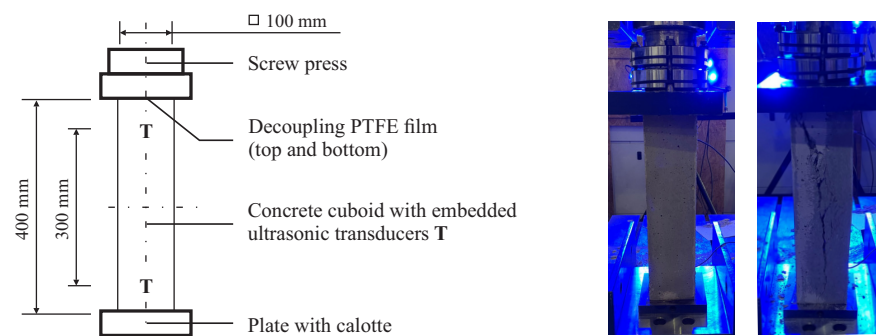 □ 100 mm
Screw press
T
Decoupling PTFE film
(top and bottom)
400 mm
300 mm
Concrete cuboid with embedded
ultrasonic transducers T
T
Plate with calotte